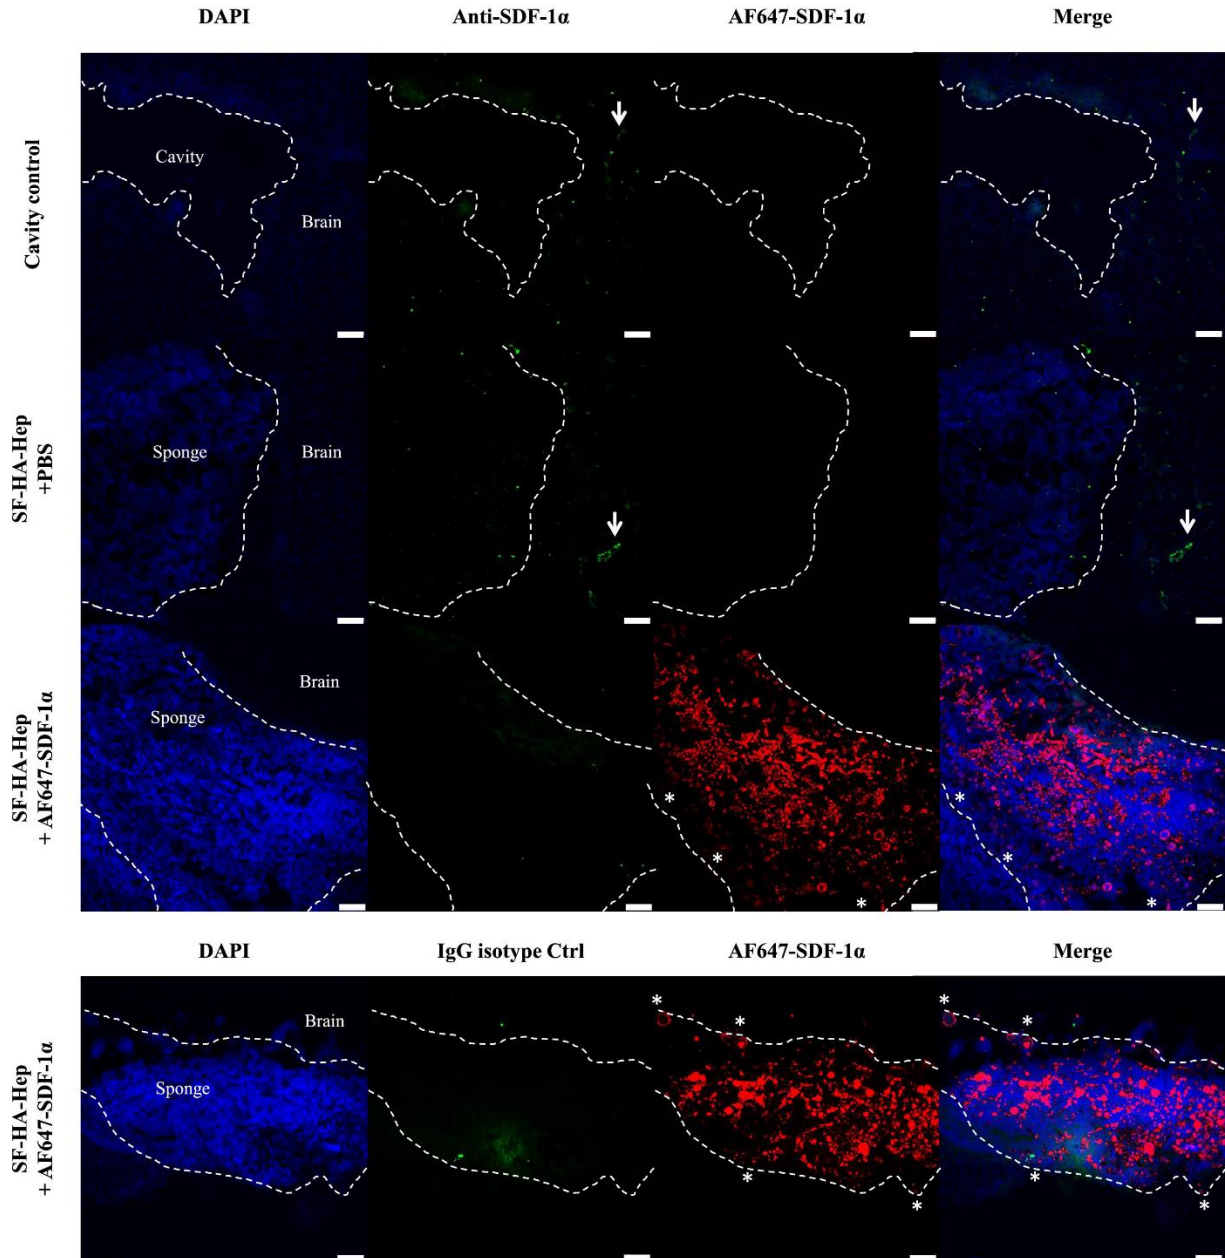 DAPI Anti-SDF-1α AF647-SDF-1α Merge
Cavity control
Cavity
Brain
SF-HA-Hep
+PBS
Sponge Brain
SF-HA-Hep
+ AF647-SDF-1α
Brain
Sponge
*
*
*
*
*
*
DAPI IgG isotype Ctrl AF647-SDF-1α Merge
SF-HA-Hep
+ AF647-SDF-1α
Brain
Sponge
*
*
*
*
*
*
*
*